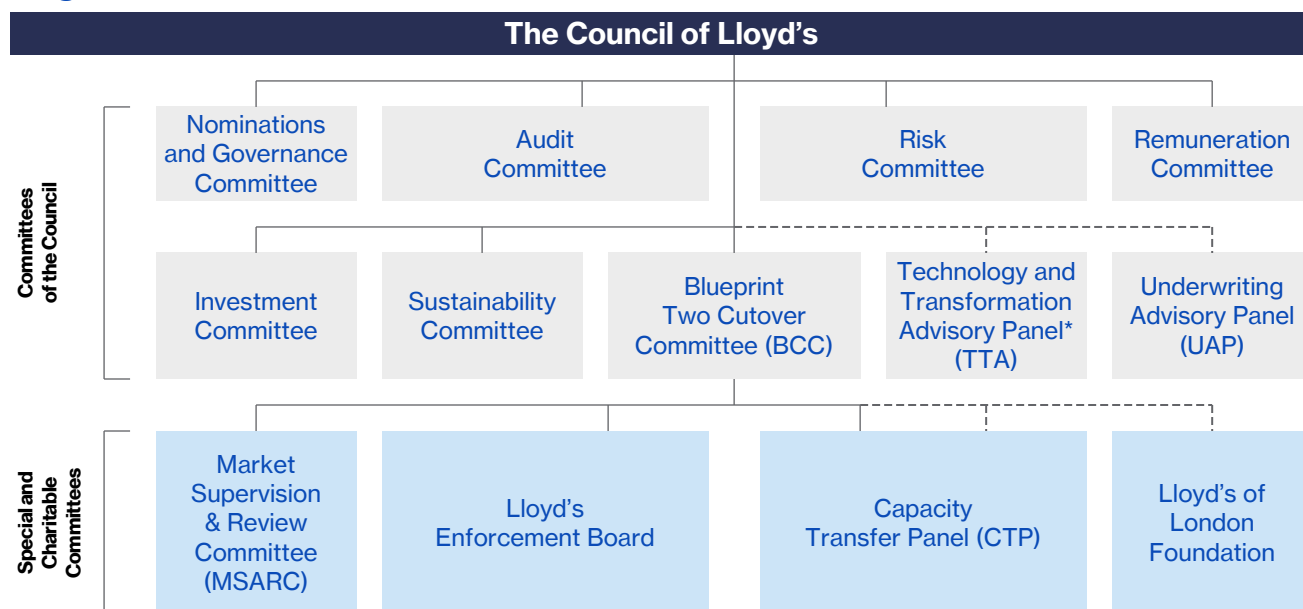 The Council of Lloyd's
Committees
of the Council
Nominations
and Governance
Committee
Audit
Committee
Risk
Committee
Remuneration
Committee
Investment
Committee
Sustainability
Committee
Blueprint
Two Cutover
Committee (BCC)
Technology and
Transformation
Advisory Panel*
(TTA)
Underwriting
Advisory Panel
(UAP)
Special and
Charitable
Committees
Market
Supervision
& Review
Committee
(MSARC)
Lloyd's
Enforcement Board
Capacity
Transfer Panel (CTP)
Lloyd's of
London
Foundation